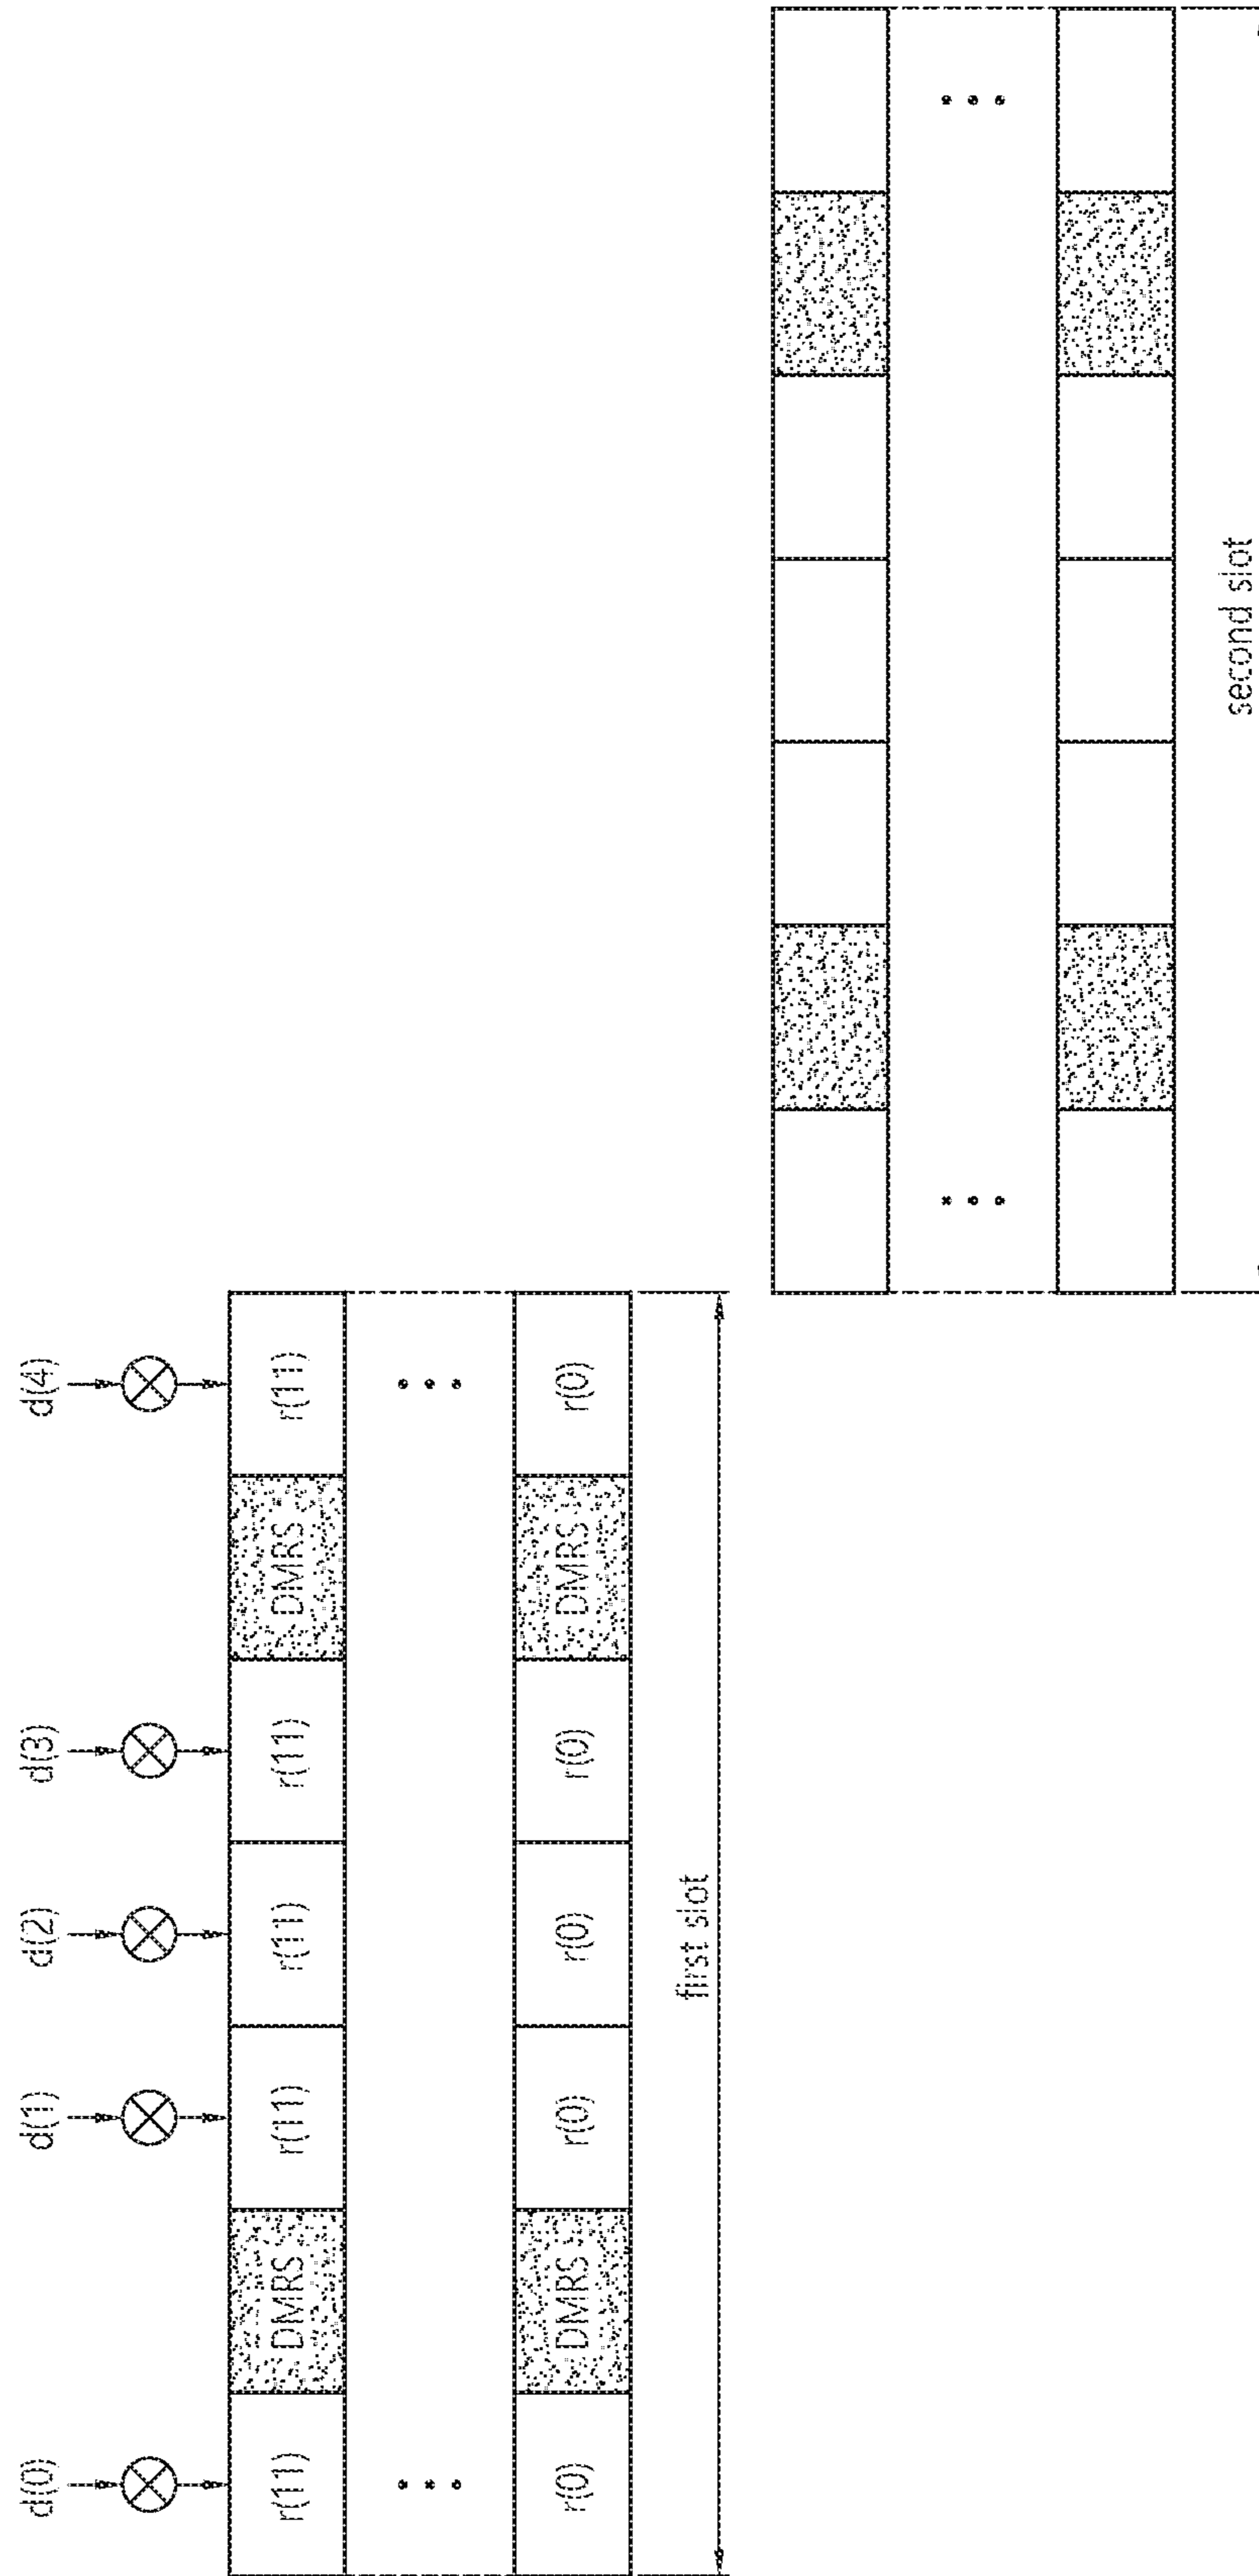 d(0) d(1) d(2) d(3) d(4)
r(11) DMRS r(11) r(11) r(11) DMRS r(11)
r(0) DMRS r(0) r(0) r(0) DMRS r(0)
first slot
second slot